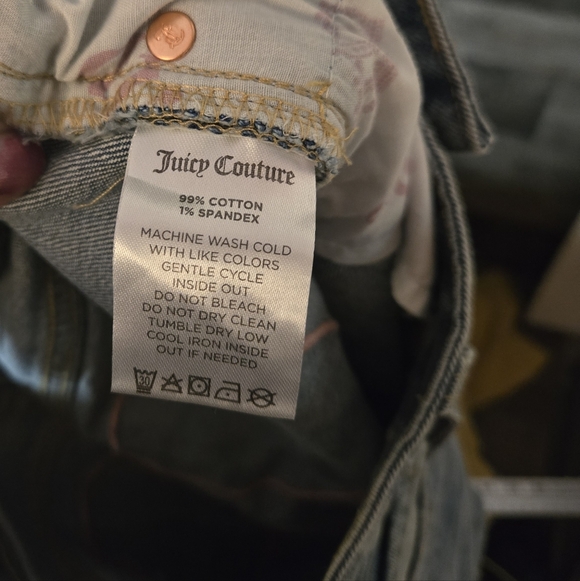 Juicy Couture
99% COTTON
1% SPANDEX
MACHINE WASH COLD
WITH LIKE COLORS
GENTLE CYCLE
INSIDE OUT
DO NOT BLEACH
DO NOT DRY CLEAN
TUMBLE DRY LOW
COOL IRON INSIDE
OUT IF NEEDED
30